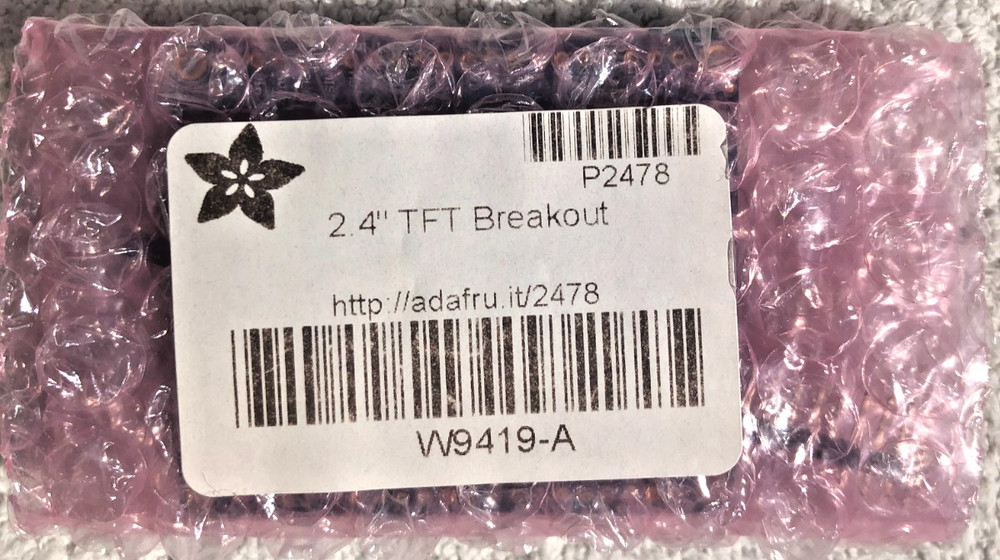 P2478
2.4" TFT Breakout
http://adafru.it/2478
W9419-A